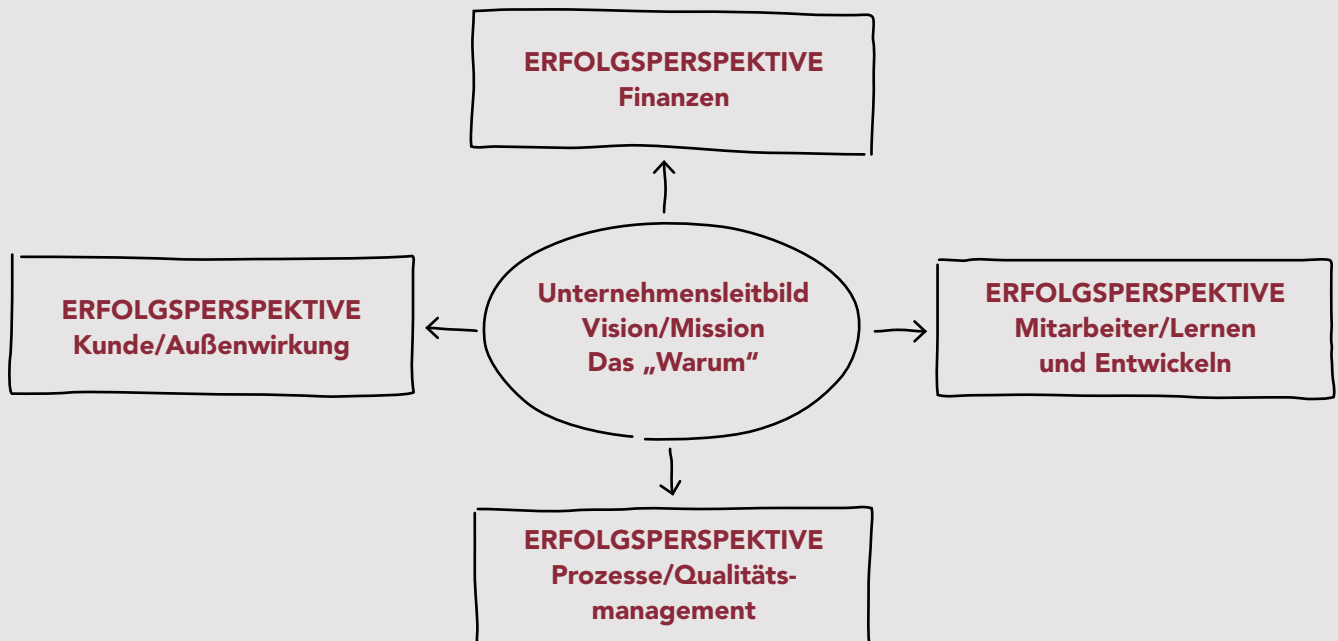 ERFOLGSPERSPEKTIVE
Finanzen
ERFOLGSPERSPEKTIVE
Kunde/Außenwirkung
Unternehmensleitbild
Vision/Mission
Das „Warum“
ERFOLGSPERSPEKTIVE
Mitarbeiter/Lernen
und Entwickeln
ERFOLGSPERSPEKTIVE
Prozesse/Qualitäts-
management